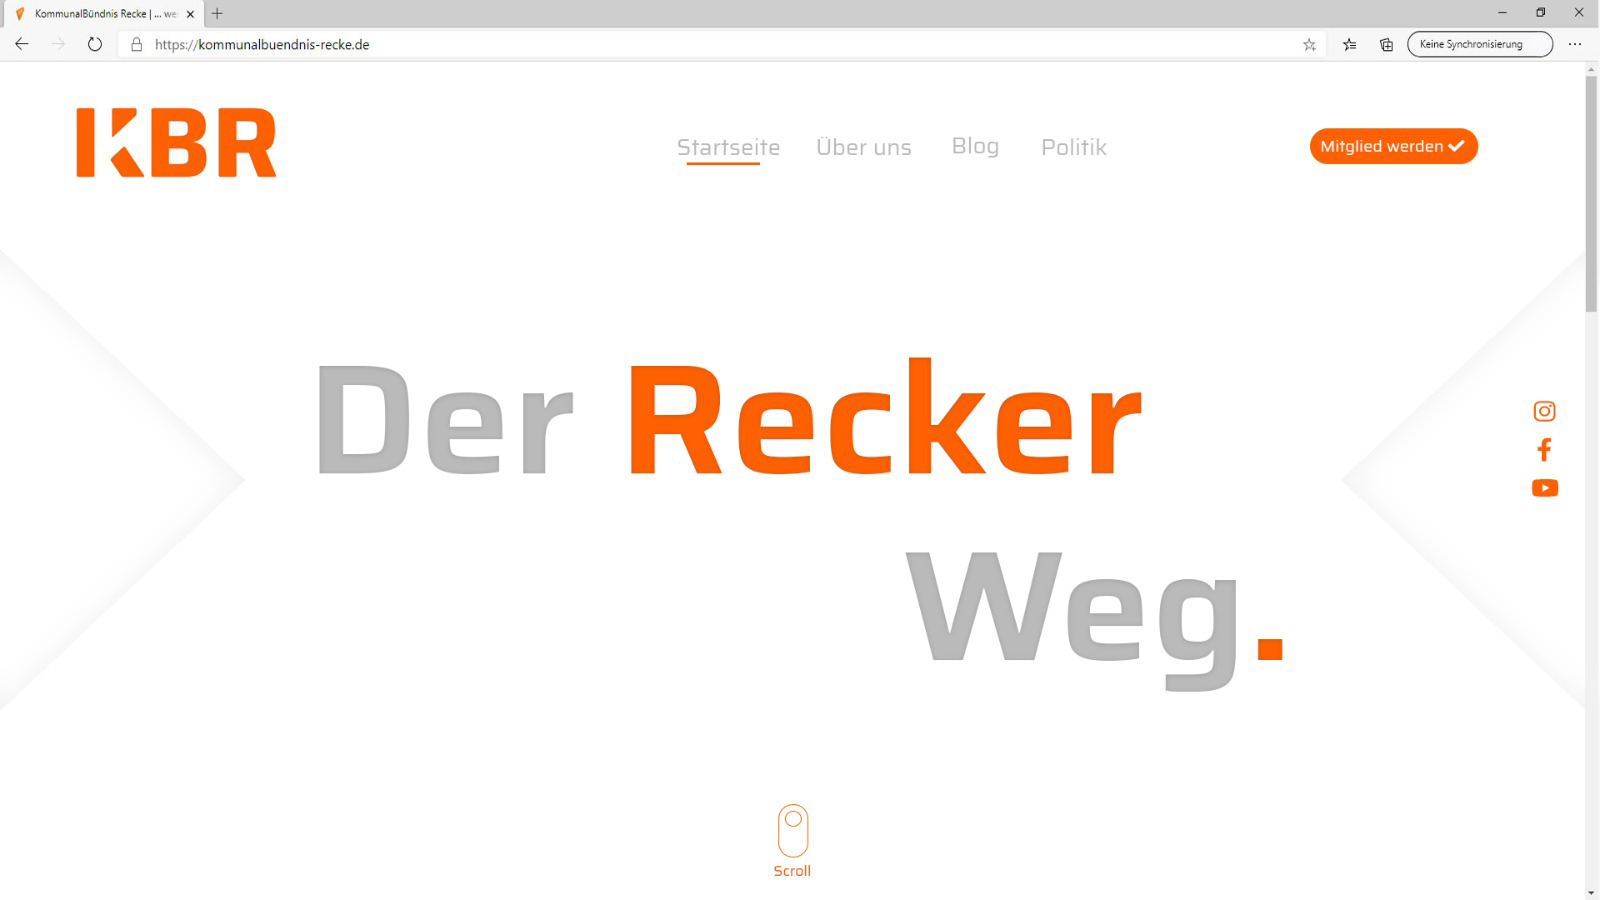 KommunalBündnis Recke | ... we
https://kommunalbuendnis-recke.de
Keine Synchronisierung
KBR
Startseite
Über uns
Blog
Politik
Mitglied werden
Der Recker
Weg.
Scroll